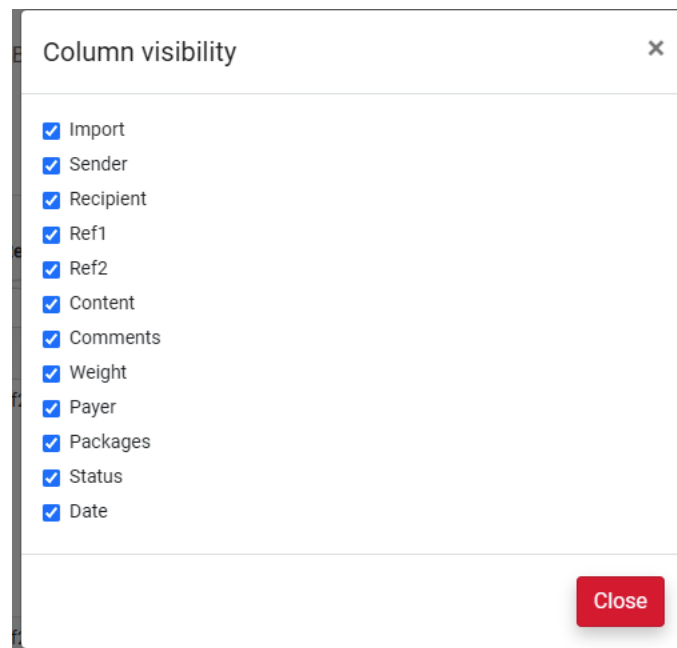 Column visibility
×
Import
Sender
Recipient
Ref1
Ref2
Content
Comments
Weight
Payer
Packages
Status
Date
Close